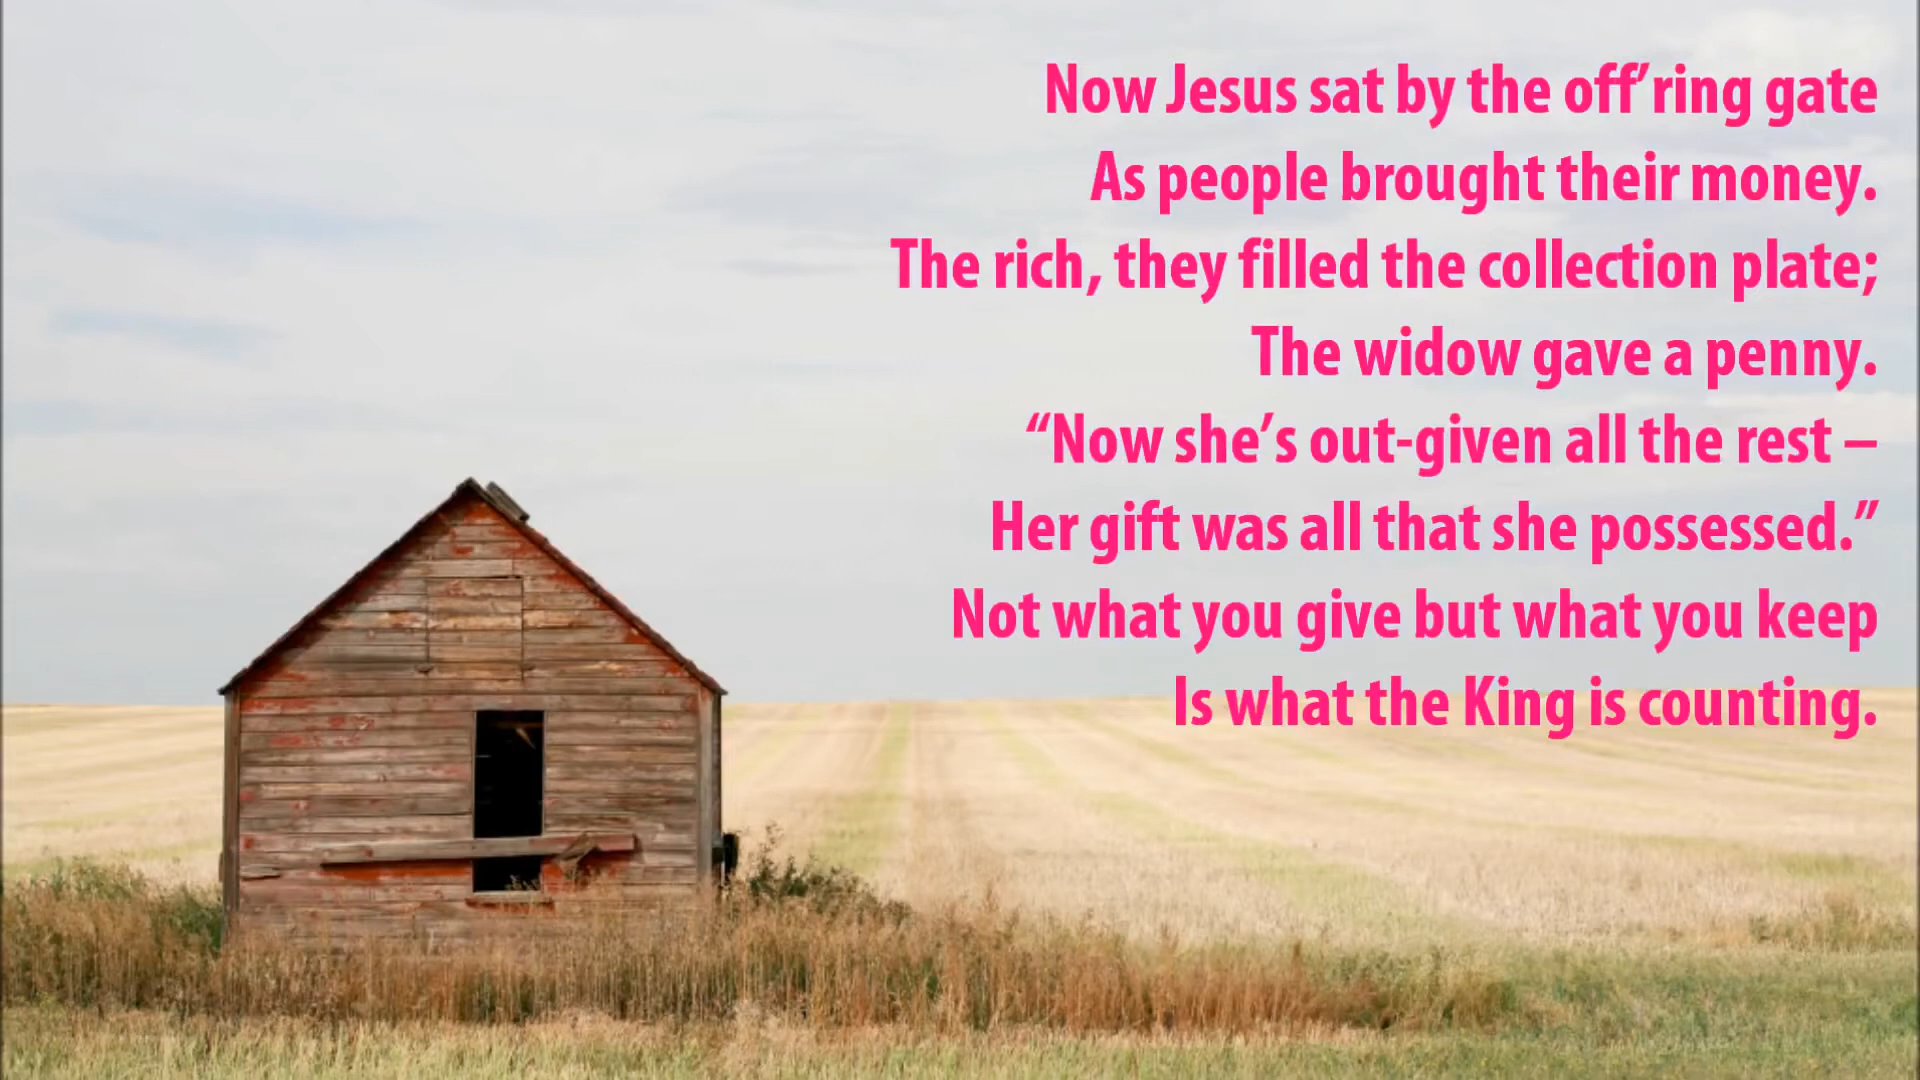 Now Jesus sat by the off’ring gate
As people brought their money.
The rich, they filled the collection plate;
The widow gave a penny.
“Now she’s out-given all the rest –
Her gift was all that she possessed.”
Not what you give but what you keep
Is what the King is counting.